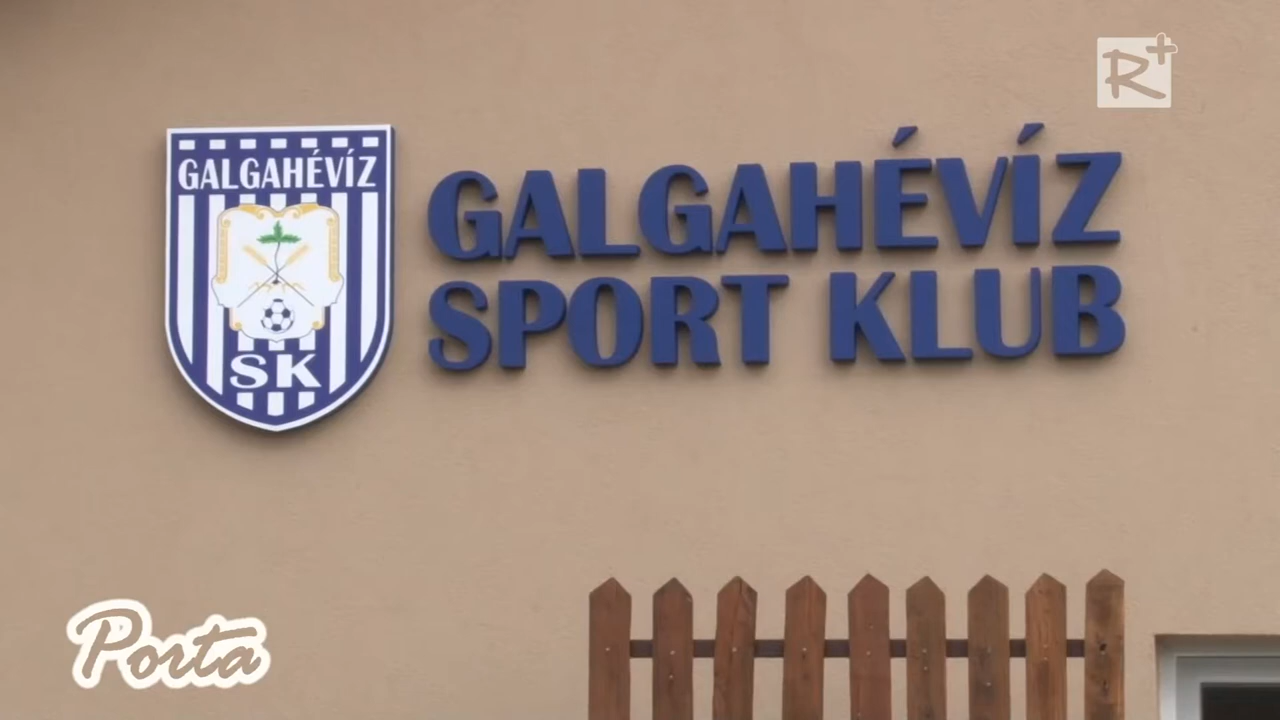 R+
GALGAHÉVÍZ
SK
GALGAHÉVÍZ
SPORT KLUB
Porta